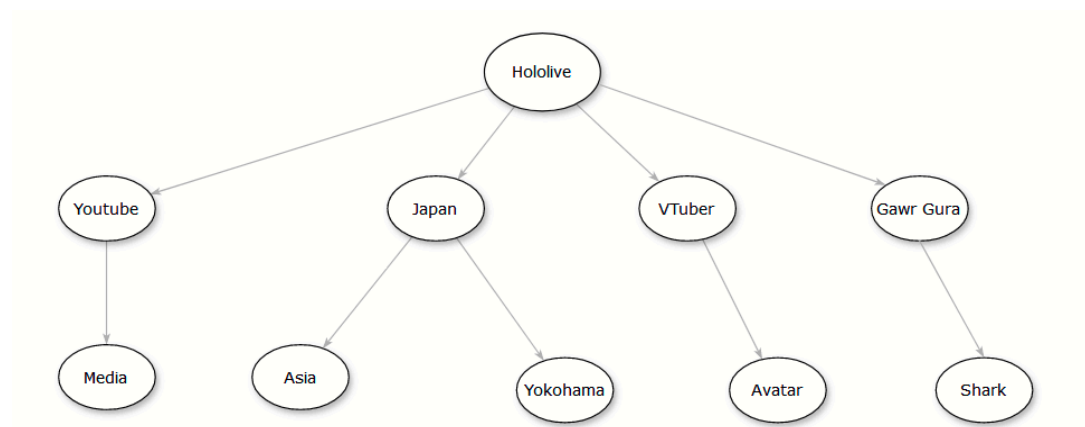 Hololive
Youtube
Japan
VTuber
Gawr Gura
Media
Asia
Yokohama
Avatar
Shark